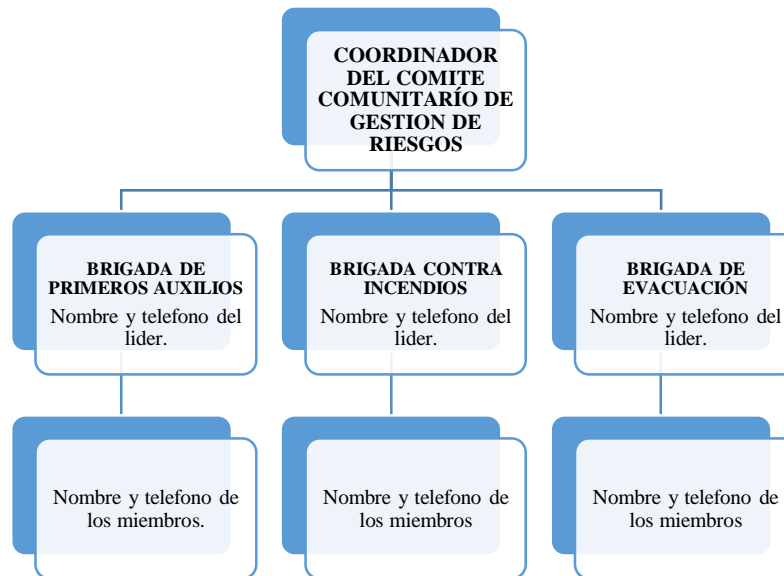 COORDINADOR
DEL COMITE
COMUNITARÍO DE
GESTION DE
RIESGOS
BRIGADA DE
PRIMEROS AUXILIOS
Nombre y telefono del
lider.
BRIGADA CONTRA
INCENDIOS
Nombre y telefono del
lider.
BRIGADA DE
EVACUACIÓN
Nombre y telefono del
lider.
Nombre y telefono de
los miembros.
Nombre y telefono de
los miembros
Nombre y telefono de
los miembros